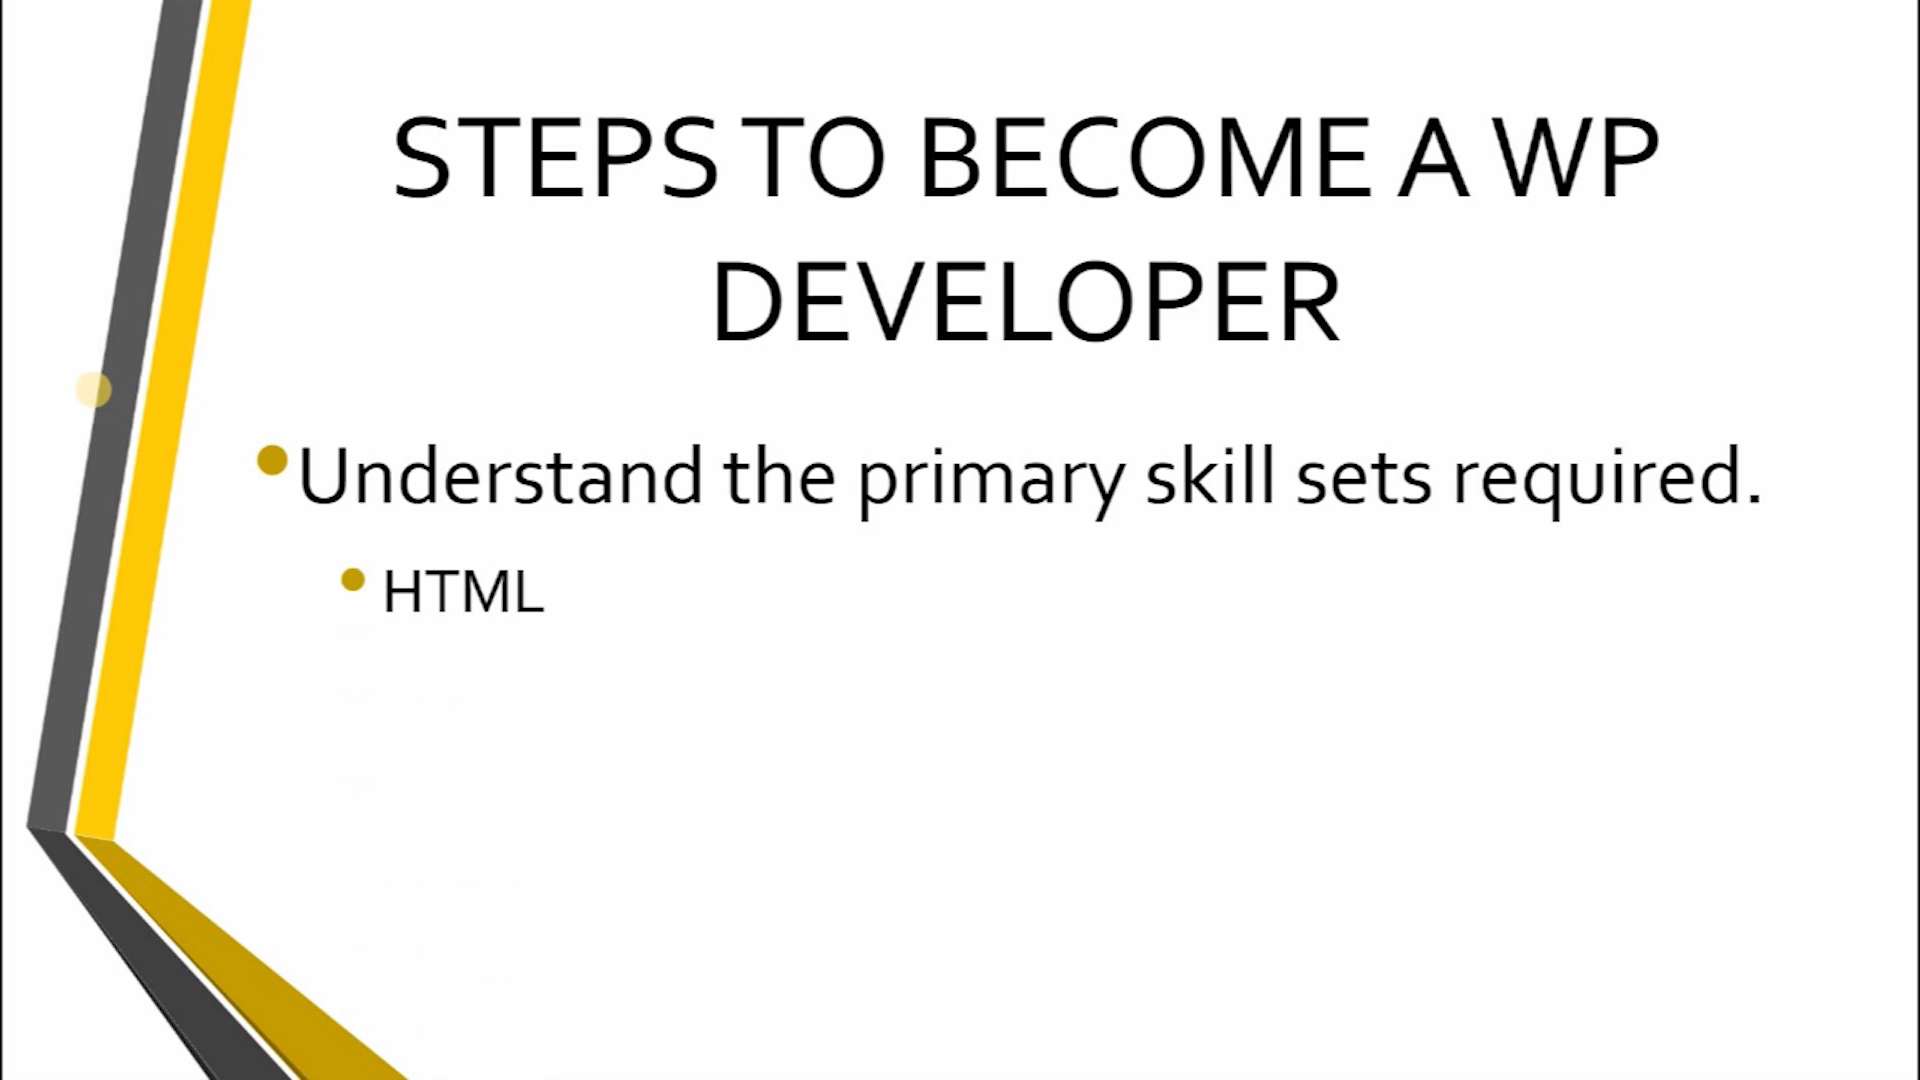 STEPS TO BECOME A WP
DEVELOPER
Understand the primary skill sets required.
HTML